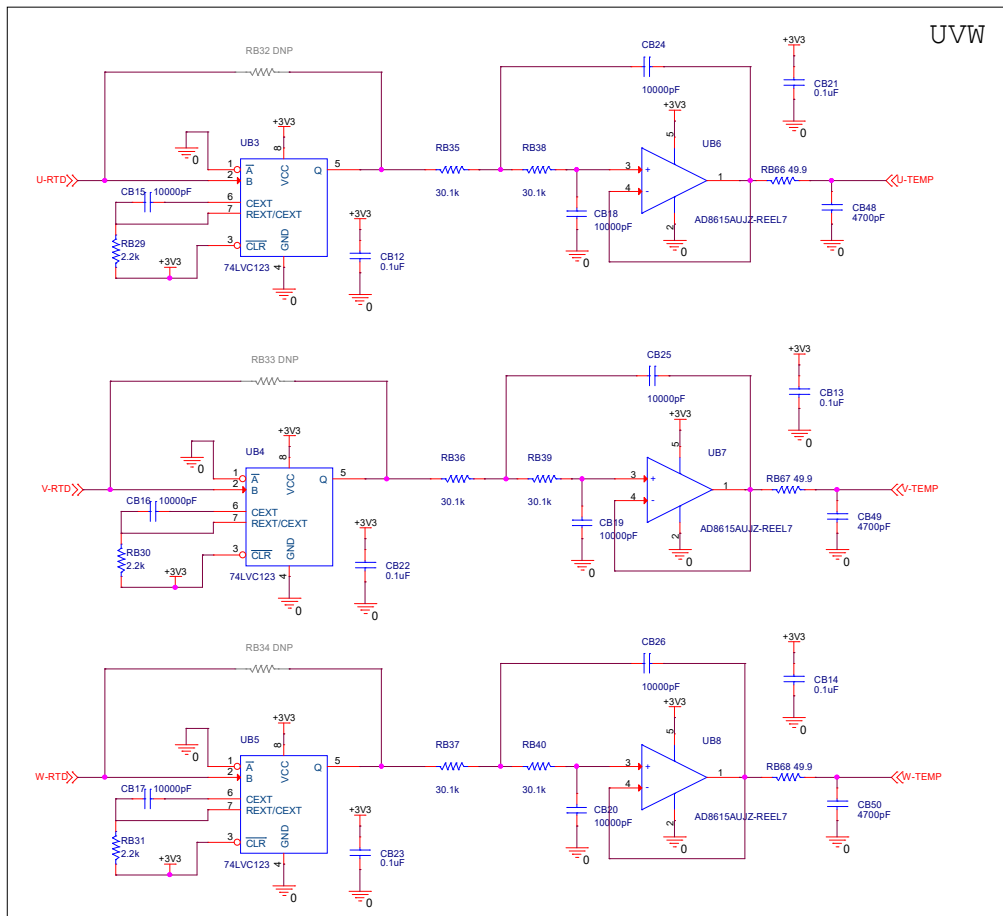 UVW
RB32 DNP
CB24
10000pF
+3V3
CB21
0.1uF
0
+3V3
UB3
8
VCC
1
A
2
B
Q
5
0
U-RTD
CB15
10000pF
6
CEXT
7
REXT/CEXT
3
CLR
GND
4
RB29
2.2k
+3V3
74LVC123
0
+3V3
CB12
0.1uF
0
RB35
30.1k
RB38
30.1k
CB18
10000pF
0
+3V3
5
UB6
3
+
4
-
1
2
AD8615AUJZ-REEL7
0
RB66 49.9
U-TEMP
CB48
4700pF
0
RB33 DNP
CB25
10000pF
+3V3
CB13
0.1uF
0
+3V3
UB4
8
VCC
1
A
2
B
Q
5
0
V-RTD
CB16
10000pF
6
CEXT
7
REXT/CEXT
3
CLR
GND
4
RB30
2.2k
+3V3
74LVC123
0
+3V3
CB22
0.1uF
0
RB36
30.1k
RB39
30.1k
CB19
10000pF
0
+3V3
5
UB7
3
+
4
-
1
2
AD8615AUJZ-REEL7
0
RB67 49.9
V-TEMP
CB49
4700pF
0
RB34 DNP
CB26
10000pF
+3V3
CB14
0.1uF
0
+3V3
UB5
8
VCC
1
A
2
B
Q
5
0
W-RTD
CB17
10000pF
6
CEXT
7
REXT/CEXT
3
CLR
GND
4
RB31
2.2k
+3V3
74LVC123
0
+3V3
CB23
0.1uF
0
RB37
30.1k
RB40
30.1k
CB20
10000pF
0
+3V3
5
UB8
3
+
4
-
1
2
AD8615AUJZ-REEL7
0
RB68 49.9
W-TEMP
CB50
4700pF
0